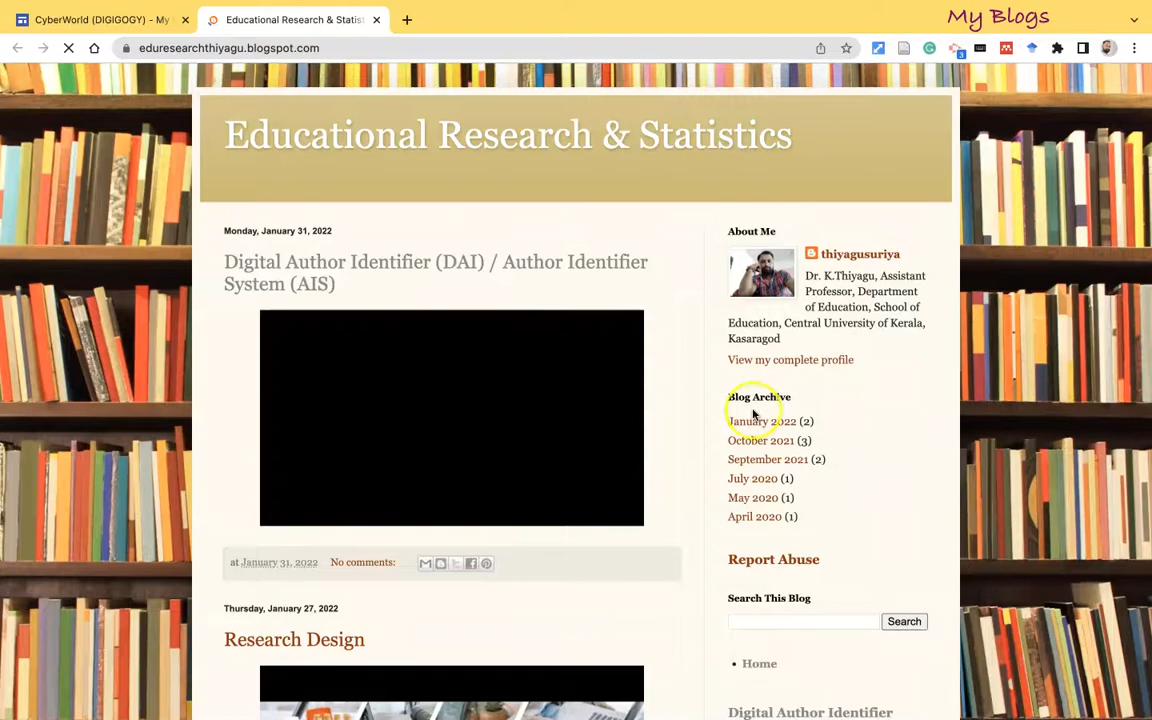 CyberWorld (DIGIGOGY) - My
Educational Research & Statis
My Blogs
eduresearchthiyagu.blogspot.com
3
Educational Research & Statistics
Monday, January 31, 2022
Digital Author Identifier (DAI) / Author Identifier
System (AIS)
at January 31, 2022 No comments:
Thursday, January 27, 2022
Research Design
About Me
thiyagusuriya
Dr. K.Thiyagu, Assistant
Professor, Department
of Education, School of
Education, Central University of Kerala,
Kasaragod
View my complete profile
Blog Archive
January 2022 (2)
October 2021 (3)
September 2021 (2)
July 2020 (1)
May 2020 (1)
April 2020 (1)
Report Abuse
Search This Blog
Search
Home
Digital Author Identifier